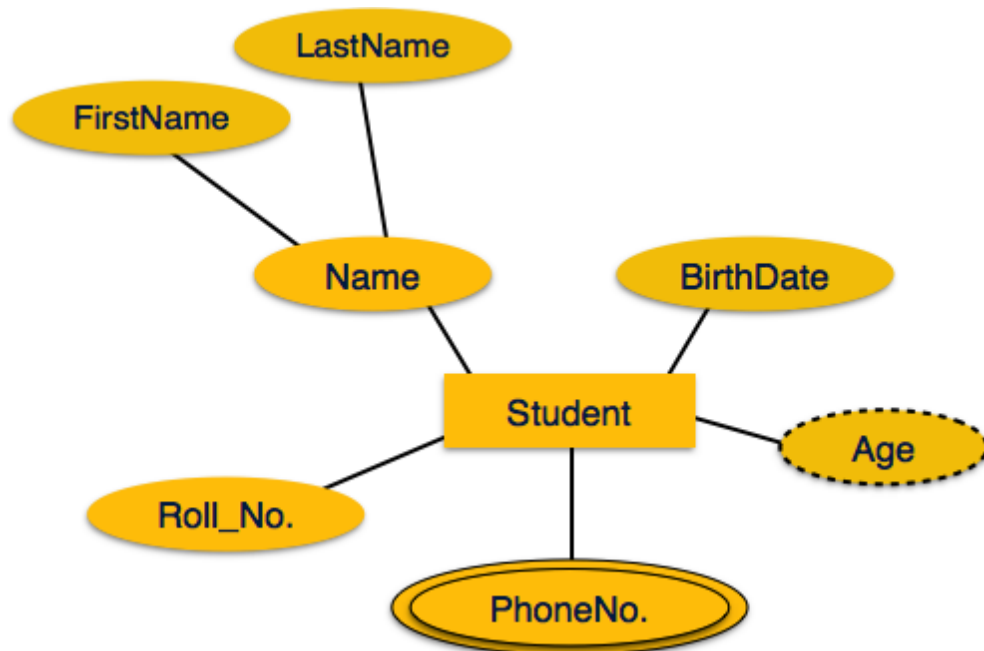 LastName
FirstName
Name
BirthDate
Student
Age
Roll_No.
PhoneNo.